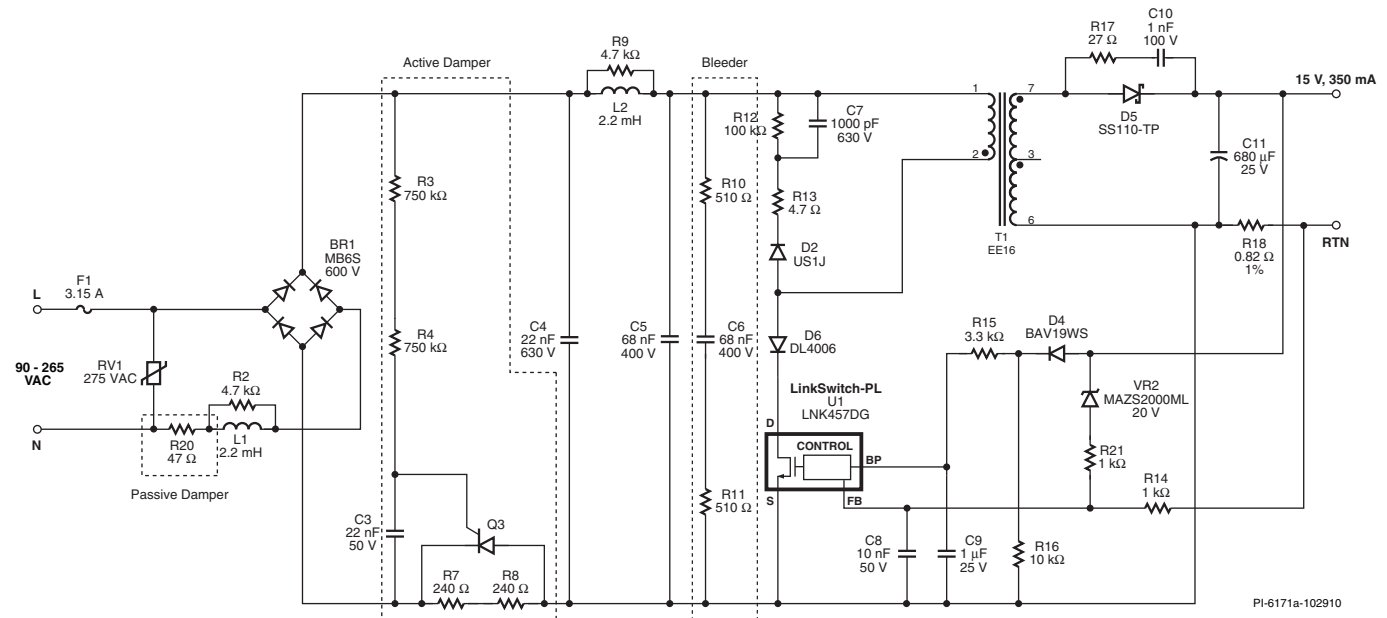 R17
27 Ω
C10
1 nF
100 V
R9
4.7 kΩ
Active Damper
Bleeder
15 V, 350 mA
L2
2.2 mH
R12
100 kΩ
C7
1000 pF
630 V
1
2
7
3
6
D5
SS110-TP
C11
680 µF
25 V
R3
750 kΩ
R10
510 Ω
R13
4.7 Ω
T1
EE16
R18
0.82 Ω
1%
RTN
BR1
MB6S
600 V
D2
US1J
F1
3.15 A
L
R4
750 kΩ
C4
22 nF
630 V
C5
68 nF
400 V
C6
68 nF
400 V
D6
DL4006
R15
3.3 kΩ
D4
BAV19WS
90 - 265
VAC
RV1
275 VAC
R2
4.7 kΩ
VR2
MAZS2000ML
20 V
LinkSwitch-PL
U1
LNK457DG
D
CONTROL
BP
S
FB
N
R20
47 Ω
L1
2.2 mH
Passive Damper
R21
1 kΩ
R14
1 kΩ
R11
510 Ω
C3
22 nF
50 V
Q3
C8
10 nF
50 V
C9
1 µF
25 V
R16
10 kΩ
R7
240 Ω
R8
240 Ω
PI-6171a-102910